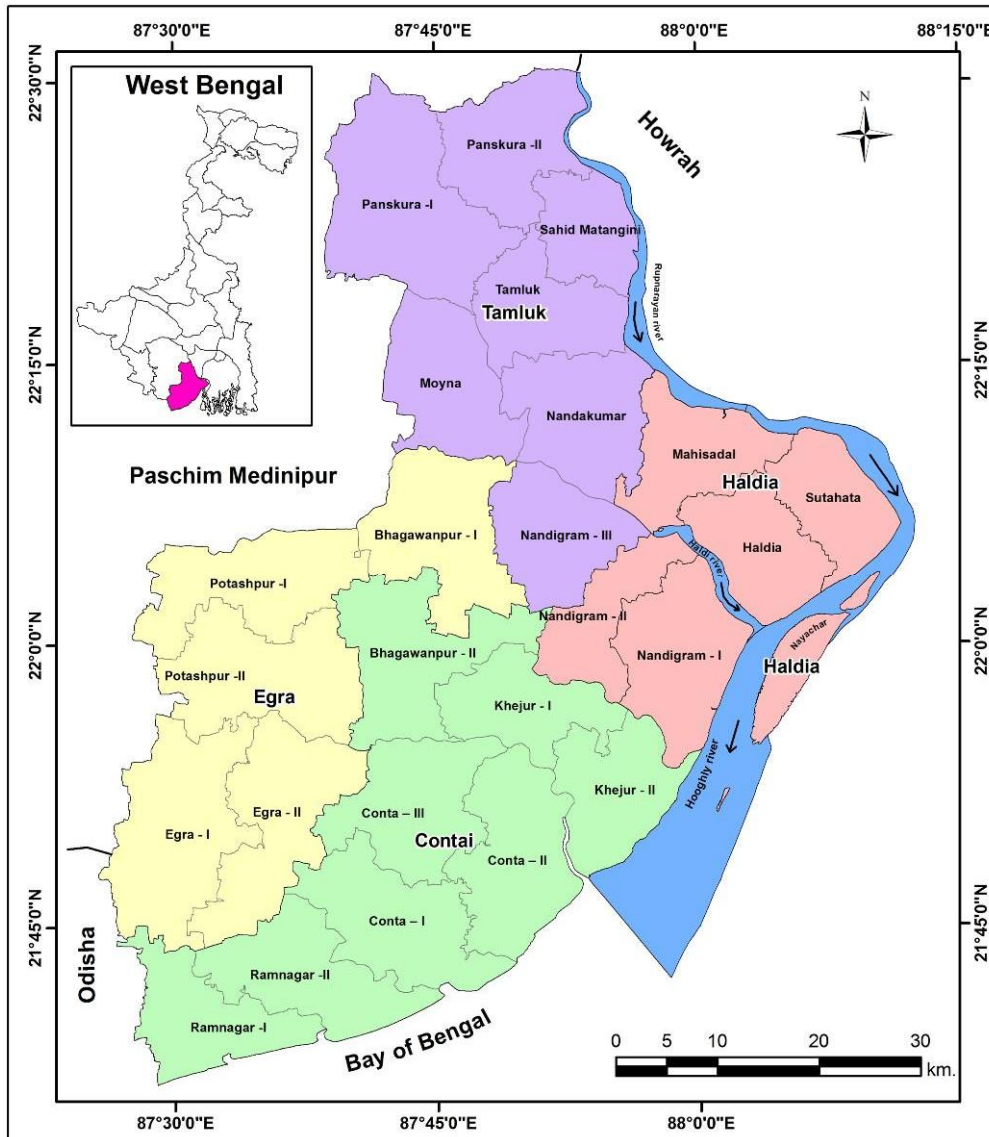 87°30'0"E
87°45'0"E
88°0'0"E
88°15'0"E
22°30'0"N
22°30'0"N
West Bengal
N
Howrah
Panskura -II
Panskura -I
Sahid Matangini
Tamluk
Tamluk
Rupnarayan river
22°15'0"N
22°15'0"N
Moyna
Nandakumar
Mahisadal
Haldia
Sutahata
Paschim Medinipur
Bhagawanpur - I
Nandigram - III
Haldi river
Haldia
Potashpur -I
Nandigram - II
Nayachar
22°0'0"N
22°0'0"N
Bhagawanpur - II
Nandigram - I
Haldia
Potashpur -II
Egra
Khejur - I
Hooghly river
Khejur - II
Egra - I
Egra - II
Conta – III
Contai
Conta – II
Conta – I
21°45'0"N
21°45'0"N
Odisha
Ramnagar -II
Ramnagar -I
Bay of Bengal
0 5 10 20 30
km.
87°30'0"E
87°45'0"E
88°0'0"E